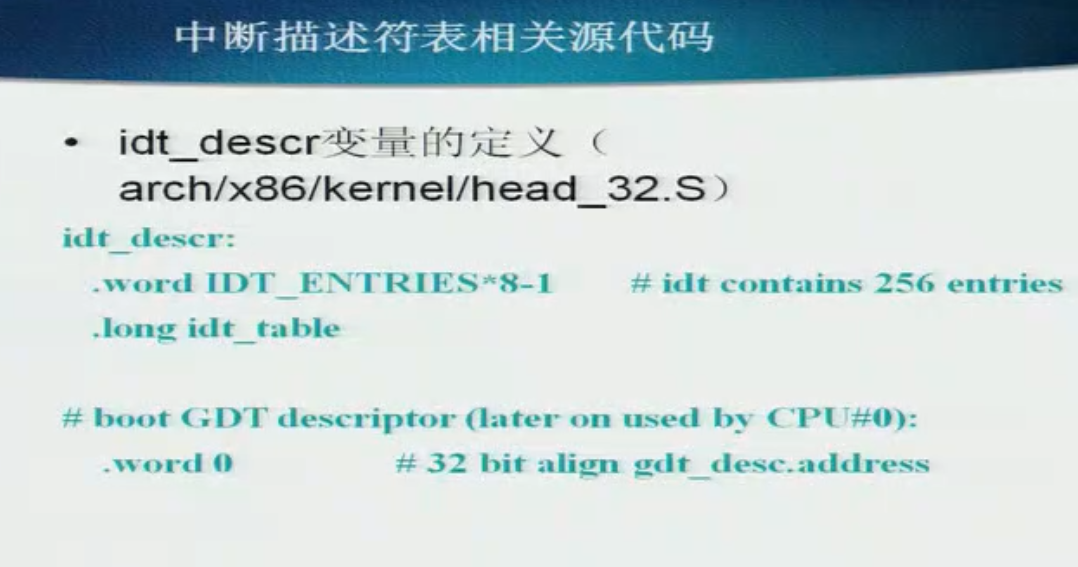 中断描述符表相关源代码
• idt_descr变量的定义（
arch/x86/kernel/head_32.S）
idt_descr:
.word IDT_ENTRIES*8-1 # idt contains 256 entries
.long idt_table
# boot GDT descriptor (later on used by CPU#0):
.word 0 # 32 bit align gdt_desc.address